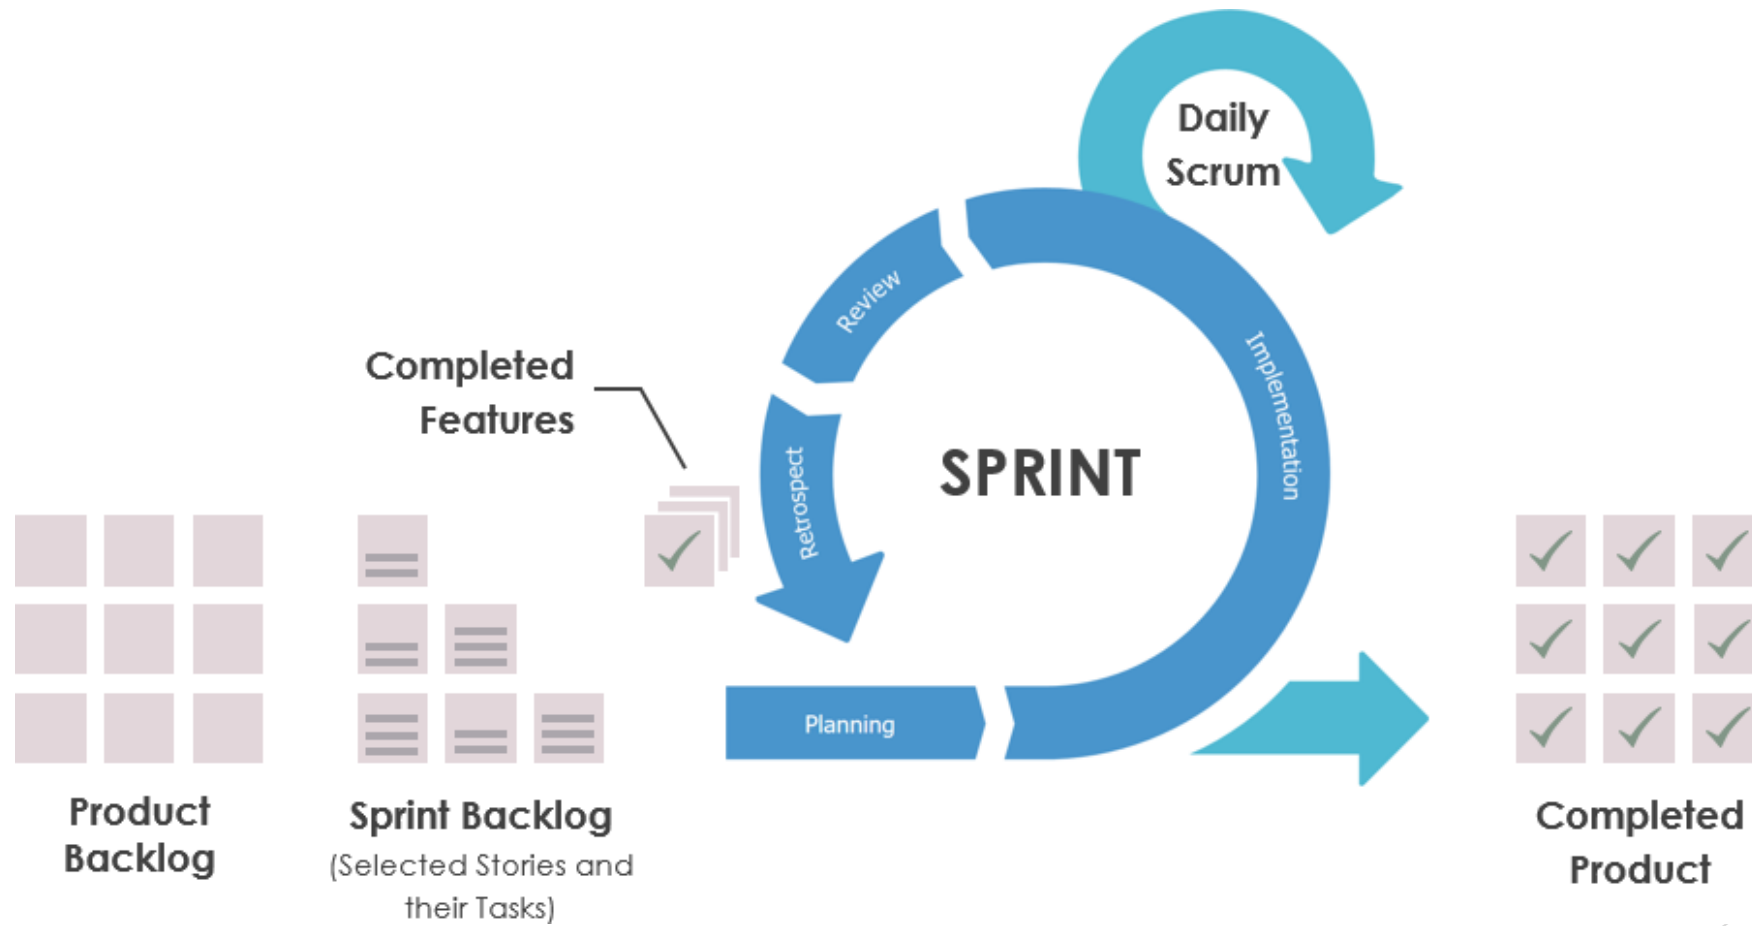 Daily
Scrum
Review
Implementation
Completed
Features
SPRINT
Retrospect
Planning
Product
Backlog
Sprint Backlog
(Selected Stories and
their Tasks)
Completed
Product